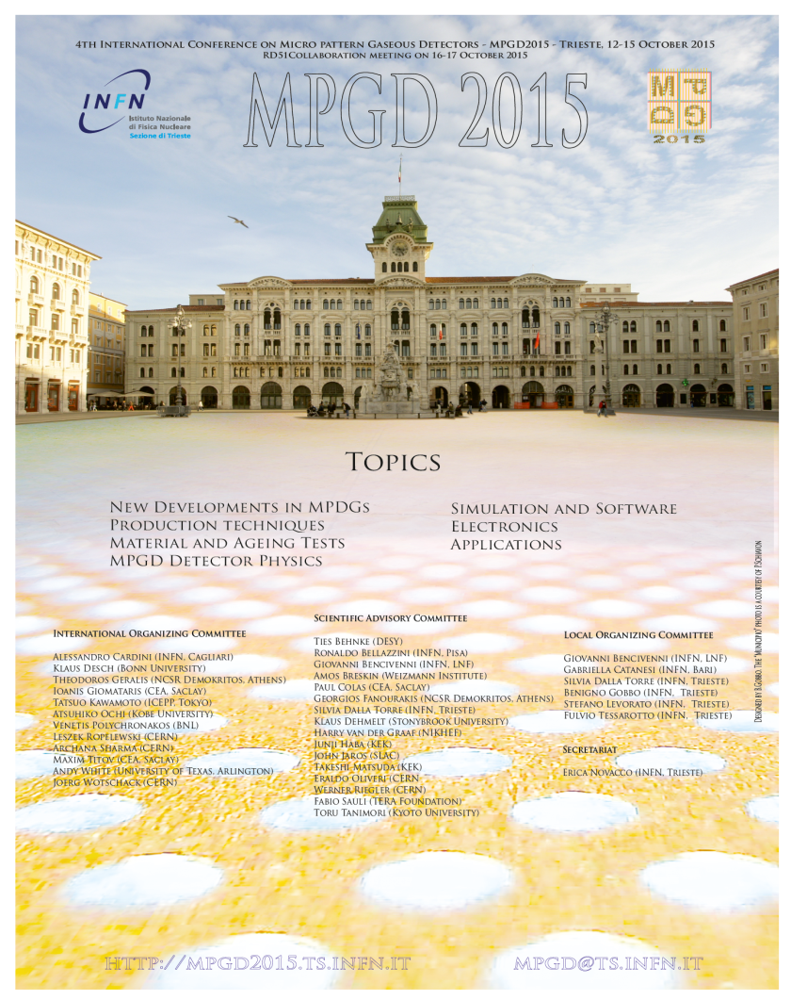 4th International Conference on Micro pattern Gaseous Detectors - MPGD2015 - Trieste, 12-15 October 2015
RD51Collaboration meeting on 16-17 October 2015
INFN
Istituto Nazionale
di Fisica Nucleare
Sezione di Trieste
MPGD 2015
M P
D G
2015
Topics
New Developments in MPDGs
Production techniques
Material and Ageing Tests
MPGD Detector Physics
Simulation and Software
Electronics
Applications
International Organizing Committee
Alessandro Cardini (INFN, Cagliari)
Klaus Desch (Bonn University)
Theodoros Geralis (NCSR Demokritos, Athens)
Ioanis Giomataris (CEA, Saclay)
Tatsuo Kawamoto (ICEPP, Tokyo)
Atsuhiko Ochi (Kobe University)
Venetis Polychronakos (BNL)
Leszek Ropelewski (CERN)
Archana Sharma (CERN)
Maxim Titov (CEA, Saclay)
Andy White (University of Texas, Arlington)
Joerg Wotschack (CERN)
Scientific Advisory Committee
Ties Behnke (DESY)
Ronaldo Bellazzini (INFN, Pisa)
Giovanni Bencivenni (INFN, LNF)
Amos Breskin (Weizmann Institute)
Paul Colas (CEA, Saclay)
Georgios Fanourakis (NCSR Demokritos, Athens)
Silvia Dalla Torre (INFN, Trieste)
Klaus Dehmelt (Stonybrook University)
Harry van der Graaf (NIKHEF)
Junji Haba (KEK)
John Jaros (SLAC)
Takeshi Matsuda (KEK)
Eraldo Oliveri (CERN
Werner Riegler (CERN)
Fabio Sauli (TERA Foundation)
Toru Tanimori (Kyoto University)
Local Organizing Committee
Giovanni Bencivenni (INFN, LNF)
Gabriella Catanesi (INFN, Bari)
Silvia Dalla Torre (INFN, Trieste)
Benigno Gobbo (INFN, Trieste)
Stefano Levorato (INFN, Trieste)
Fulvio Tessarotto (INFN, Trieste)
Secretariat
Erica Novacco (INFN, Trieste)
Designed by B.Gobbo. The "Municipio" photo is a courtesy of P.Schiavon
http://mpgd2015.ts.infn.it
mpgd@ts.infn.it